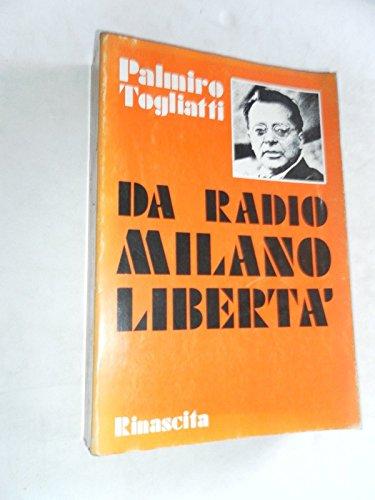 Palmiro
Togliatti
DA RADIO
MILANO
LIBERTA'
Rinascita